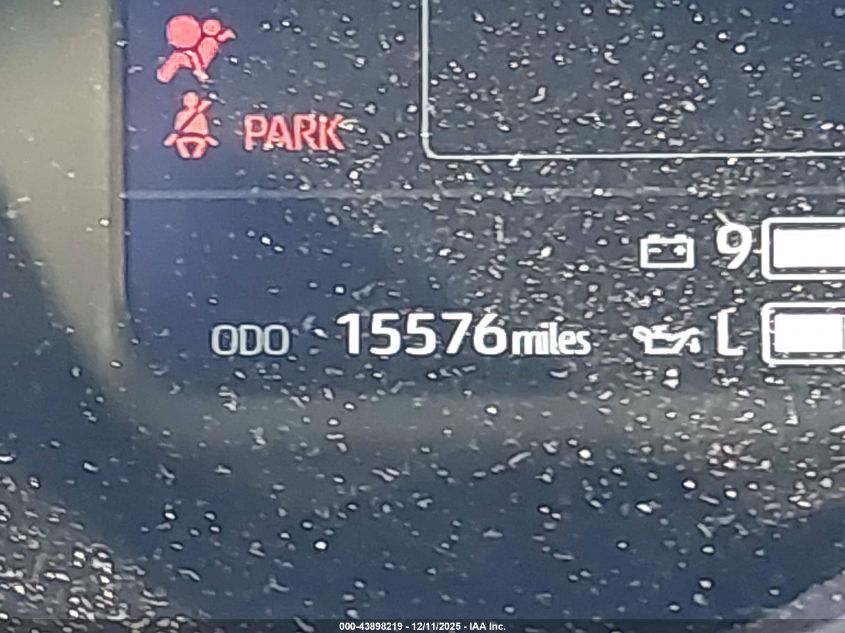 PARK
9
ODO 15576 miles L
000-43898219 - 12/11/2025 - IAA Inc.